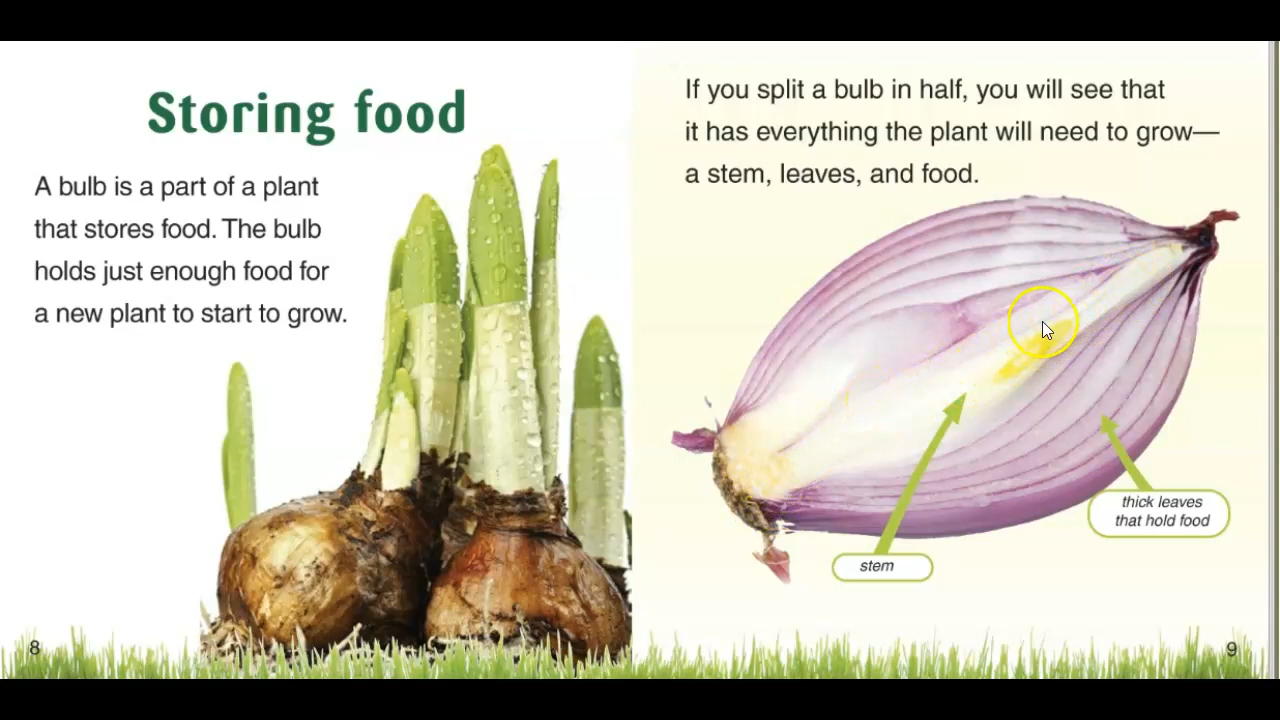 Storing food
A bulb is a part of a plant
that stores food. The bulb
holds just enough food for
a new plant to start to grow.
8
If you split a bulb in half, you will see that
it has everything the plant will need to grow—
a stem, leaves, and food.
thick leaves
that hold food
stem
9